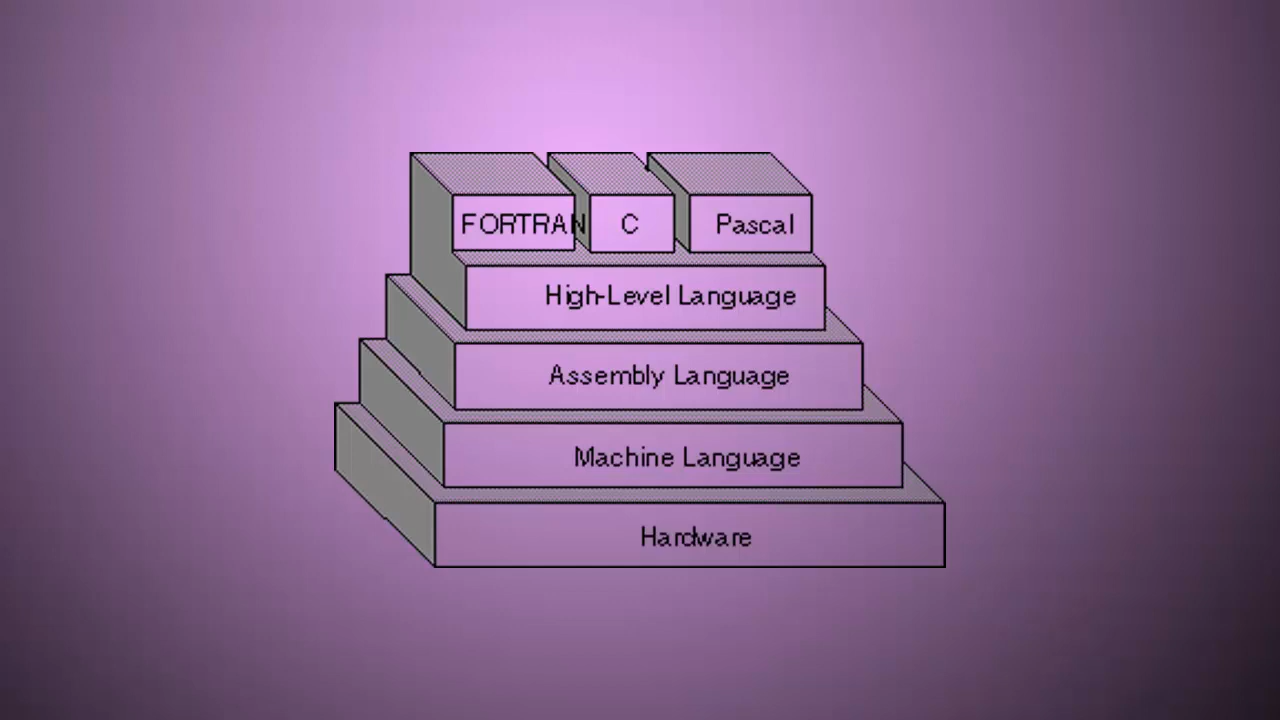 FORTRAN C Pascal
High-Level Language
Assembly Language
Machine Language
Hardware